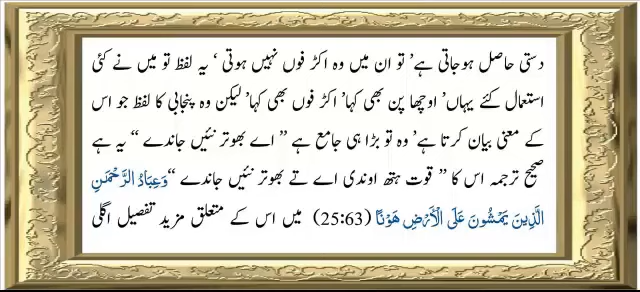 دستی حاصل ہوجاتی ہے’ تو ان میں وہ اکڑ فوں نہیں ہوتی ‘ یہ لفظ تو میں نے کئی
استعمال کئے یہاں’ اوچھا پن بھی کہا’ اکڑ فوں بھی کہا’ لیکن وہ پنجابی کا لفظ جو اس
کے معنی بیان کرتا ہے’ وہ تو بڑا ہی جامع ہے ” اے بھوتر نئیں جاندے “ یہ ہے
صحیح ترجمہ اس کا ” قوت ہتھ اوندی اے تے بھوتر نئیں جاندے “ وَعِبَادُ الرَّحْمَـٰنِ
الَّذِينَ يَمْشُونَ عَلَى الْأَرْضِ هَوْنًا (25:63) میں اس کے متعلق مزید تفصیل اگلی